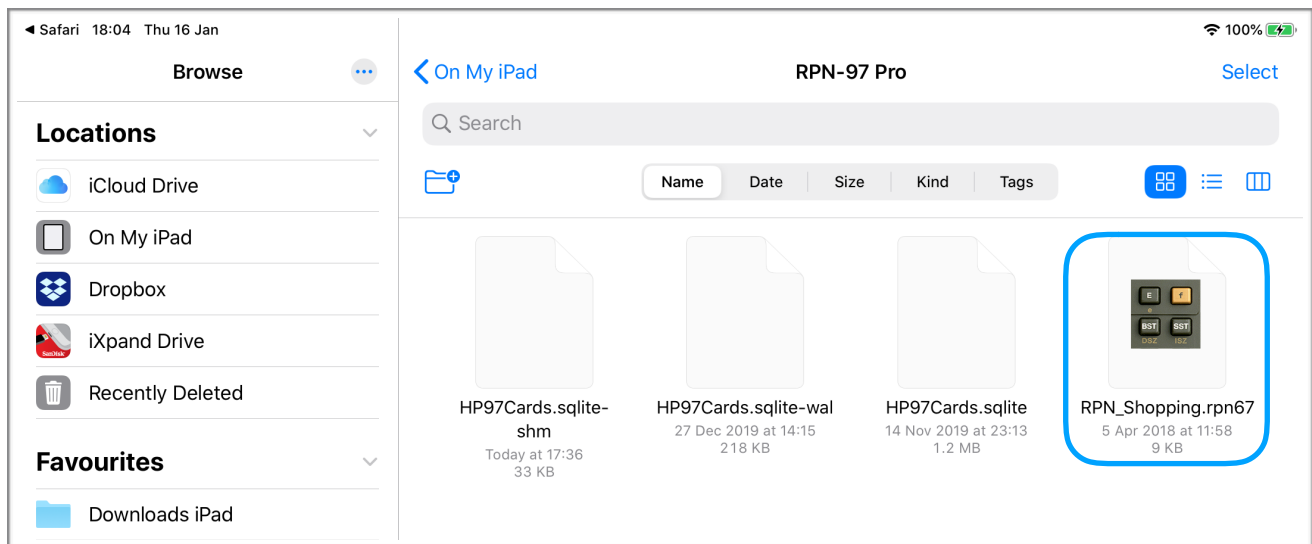 ◀ Safari 18:04 Thu 16 Jan
100%
Browse
On My iPad
RPN-97 Pro
Select
Locations
iCloud Drive
On My iPad
Dropbox
iXpand Drive
SanDisk
Recently Deleted
Favourites
Downloads iPad
Search
Name Date Size Kind Tags
HP97Cards.sqlite-
shm
Today at 17:36
33 KB
HP97Cards.sqlite-wal
27 Dec 2019 at 14:15
218 KB
HP97Cards.sqlite
14 Nov 2019 at 23:13
1.2 MB
E f
BST SST
DSZ ISZ
RPN_Shopping.rpn67
5 Apr 2018 at 11:58
9 KB